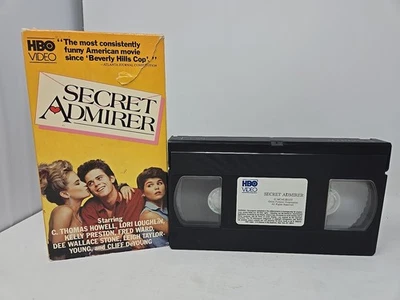 HBO
VIDEO
"The most consistently
funny American movie
since 'Beverly Hills Cop'."
SECRET
ADMIRER
Starring
C. THOMAS HOWELL, LORI LOUGHLIN,
KELLY PRESTON, FRED WARD,
DEE WALLACE STONE, LEIGH TAYLOR-
YOUNG, and CLIFF DeYOUNG
HBO
VIDEO
SECRET ADMIRER